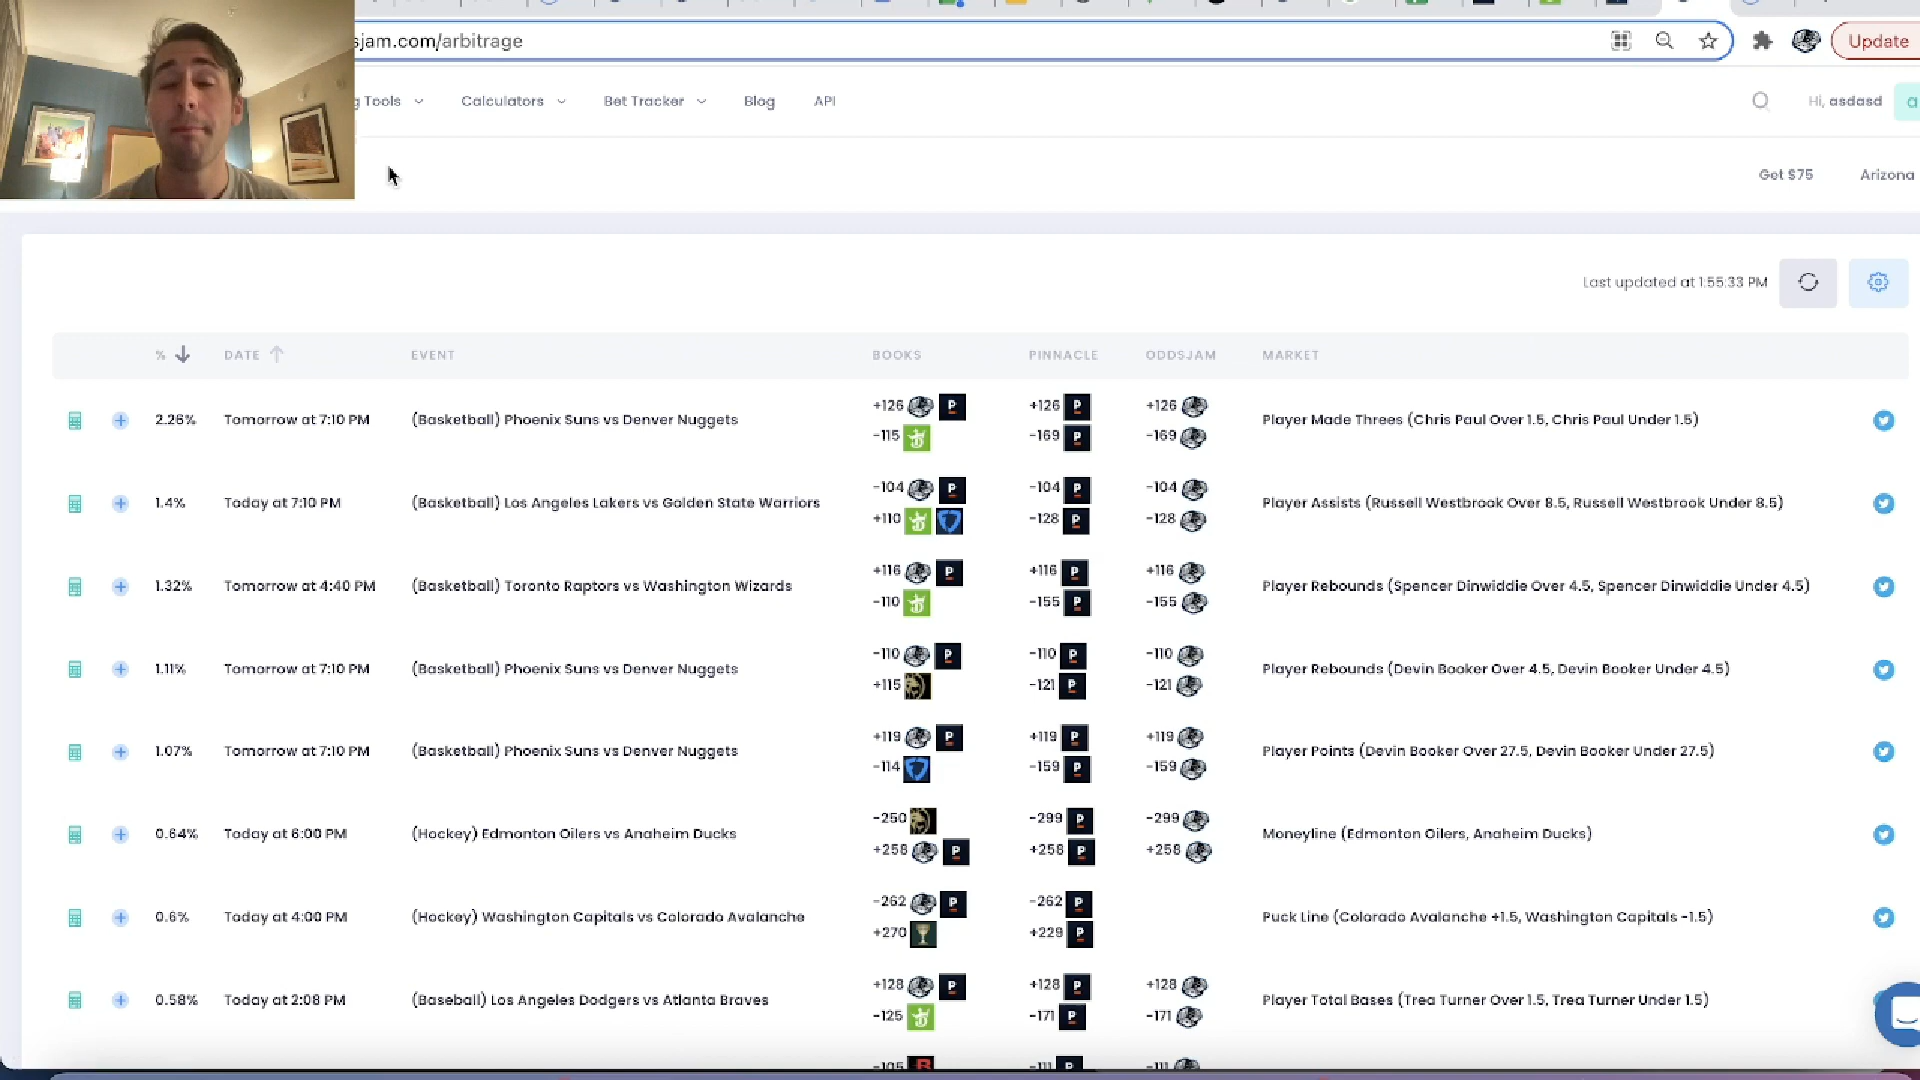 sjam.com/arbitrage
Update
g Tools Calculators Bet Tracker Blog API Hi, asdasd a
Get $75 Arizona
Last updated at 1:55:33 PM
% DATE EVENT BOOKS PINNACLE ODDSJAM MARKET
+126 P +126 P +126
2.26% Tomorrow at 7:10 PM (Basketball) Phoenix Suns vs Denver Nuggets Player Made Threes (Chris Paul Over 1.5, Chris Paul Under 1.5)
-115 -169 P -169
-104 P -104 P -104
1.4% Today at 7:10 PM (Basketball) Los Angeles Lakers vs Golden State Warriors Player Assists (Russell Westbrook Over 8.5, Russell Westbrook Under 8.5)
+110 -128 P -128
+116 P +116 P +116
1.32% Tomorrow at 4:40 PM (Basketball) Toronto Raptors vs Washington Wizards Player Rebounds (Spencer Dinwiddie Over 4.5, Spencer Dinwiddie Under 4.5)
-110 -155 P -155
-110 P -110 P -110
1.11% Tomorrow at 7:10 PM (Basketball) Phoenix Suns vs Denver Nuggets Player Rebounds (Devin Booker Over 4.5, Devin Booker Under 4.5)
+115 -121 P -121
+119 P +119 P +119
1.07% Tomorrow at 7:10 PM (Basketball) Phoenix Suns vs Denver Nuggets Player Points (Devin Booker Over 27.5, Devin Booker Under 27.5)
-114 -159 P -159
-250 -299 P -299
0.64% Today at 6:00 PM (Hockey) Edmonton Oilers vs Anaheim Ducks Moneyline (Edmonton Oilers, Anaheim Ducks)
+258 P +258 P +258
-262 P -262 P
0.6% Today at 4:00 PM (Hockey) Washington Capitals vs Colorado Avalanche Puck Line (Colorado Avalanche +1.5, Washington Capitals -1.5)
+270 +229 P
+128 P +128 P +128
0.58% Today at 2:08 PM (Baseball) Los Angeles Dodgers vs Atlanta Braves Player Total Bases (Trea Turner Over 1.5, Trea Turner Under 1.5)
-125 -171 P -171
-105 B -111 P -111